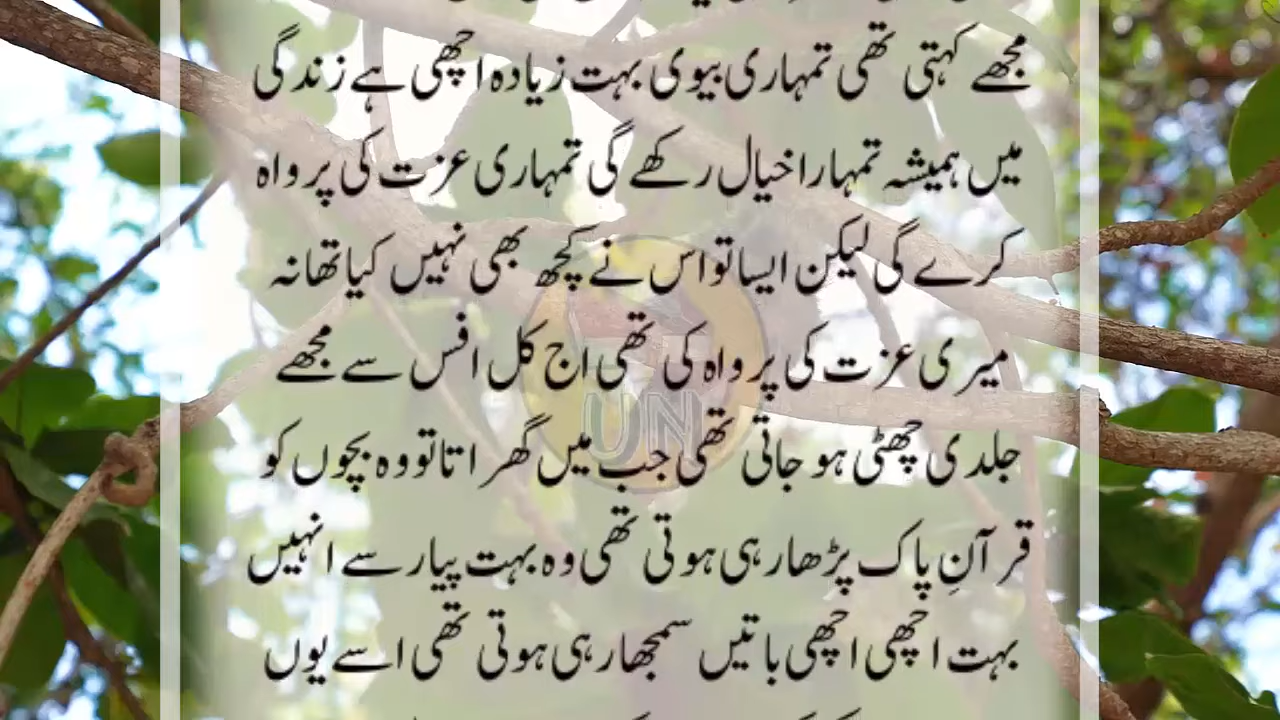 مجھے کہتی تھی تمہاری بیوی بہت زیادہ اچھی ہے زندگی
میں ہمیشہ تمہارا خیال رکھے گی تمہاری عزت کی پرواہ
کرے گی لیکن ایسا تو اس نے کچھ بھی نہیں کیا تھا نہ
میری عزت کی پرواہ کی تھی اج کل افس سے مجھے
جلدی چھٹی ہو جاتی تھی جب میں گھر اتا تو وہ بچوں کو
قرآنِ پاک پڑھا رہی ہوتی تھی وہ بہت پیار سے انہیں
بہت اچھی اچھی باتیں سمجھا رہی ہوتی تھی اسے یوں
UN